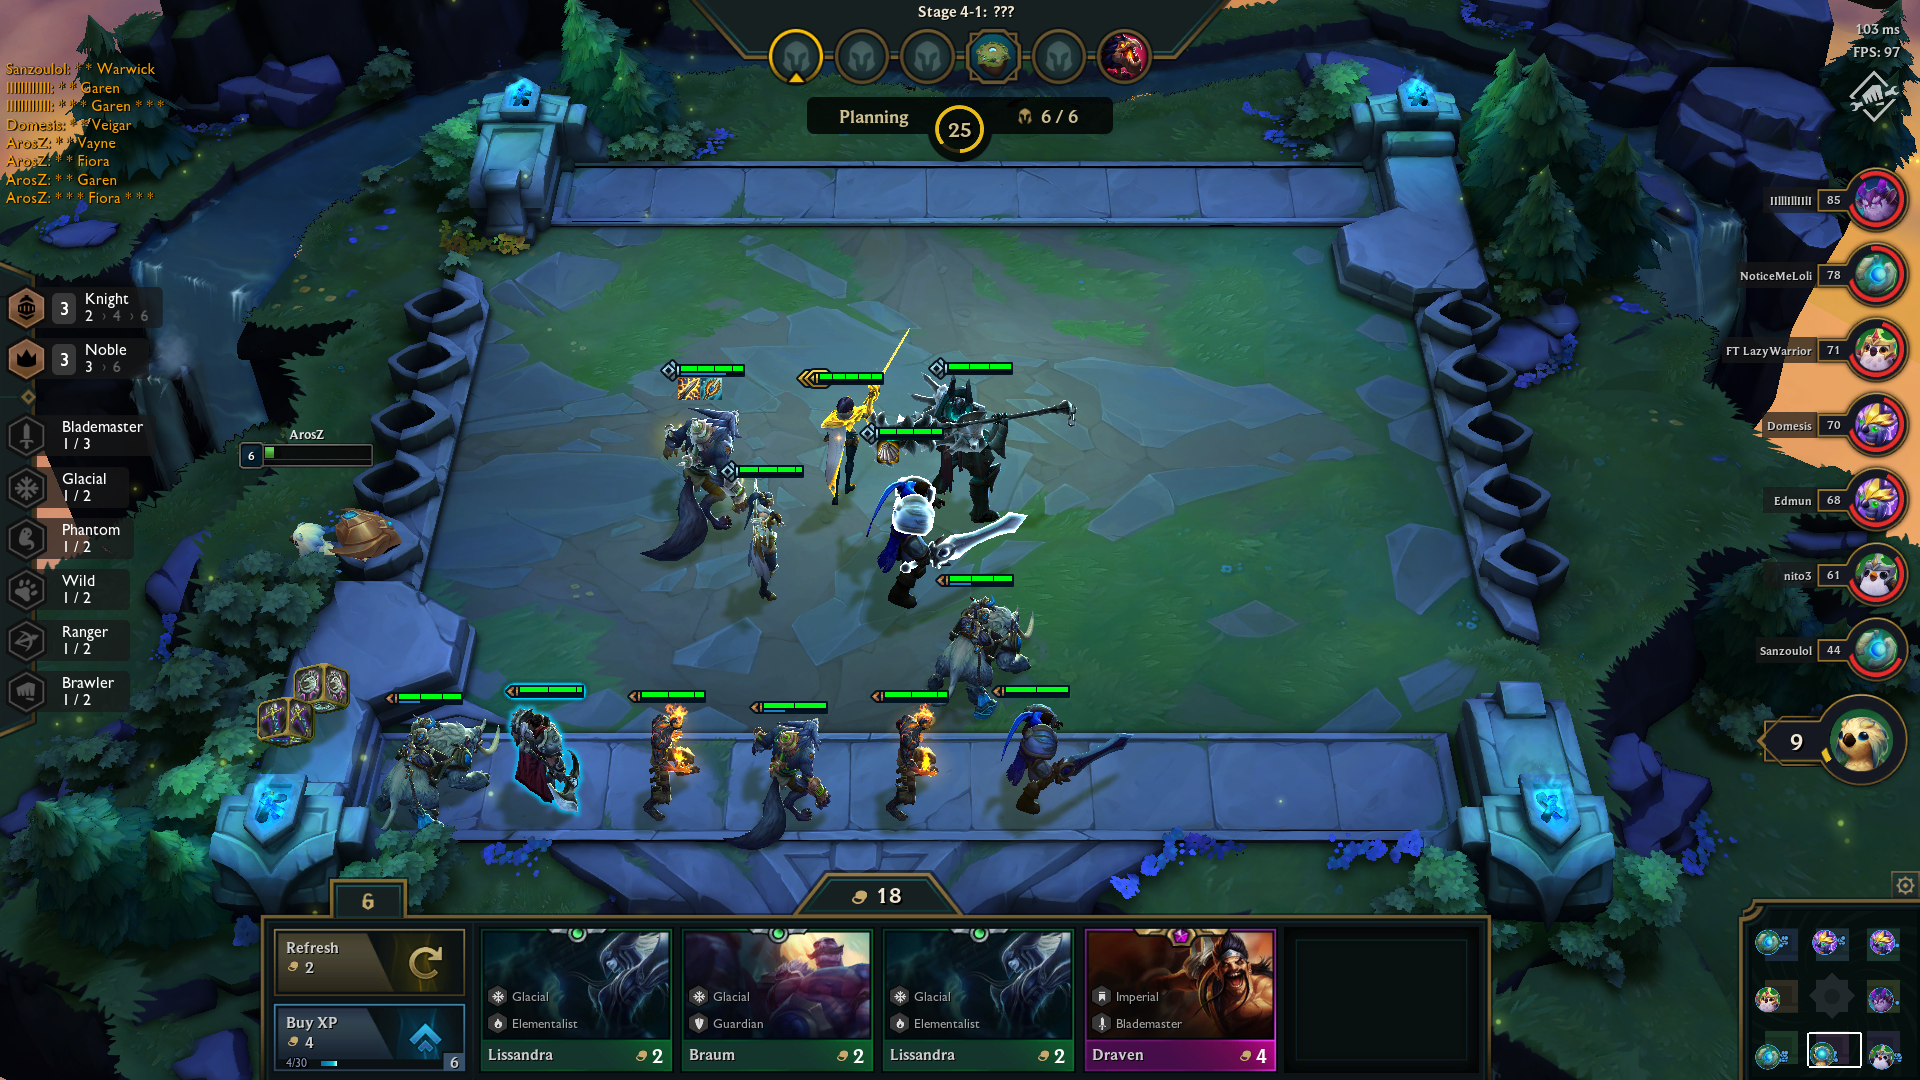 Stage 4-1: ???
103 ms
FPS: 97
Planning
25
6 / 6
Sanzoulol: * * Warwick
* * Garen
* * * Garen * * *
Domesis: * * Veigar
ArosZ: * * Vayne
ArosZ: * * Fiora
ArosZ: * * Garen
ArosZ: * * * Fiora * * *
85
NoticeMeLoli 78
FT LazyWarrior 71
Domesis 70
Edmun 68
nito3 61
Sanzoulol 44
9
3 Knight
2 › 4 › 6
3 Noble
3 › 6
Blademaster
1 / 3
Glacial
1 / 2
Phantom
1 / 2
Wild
1 / 2
Ranger
1 / 2
Brawler
1 / 2
ArosZ
6
6
18
Refresh
2
Buy XP
4
4/30
6
Glacial
Elementalist
Lissandra 2
Glacial
Guardian
Braum 2
Glacial
Elementalist
Lissandra 2
Imperial
Blademaster
Draven 4